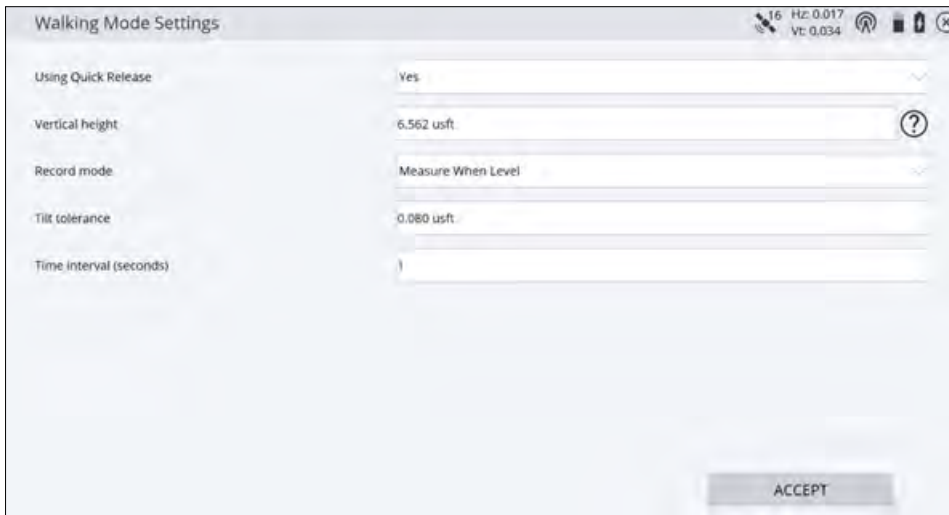 Walking Mode Settings
16 Hz: 0.017
Vt: 0.034
Using Quick Release Yes
Vertical height 6.562 usft ?
Record mode Measure When Level
Tilt tolerance 0.080 usft
Time interval (seconds) 1
ACCEPT